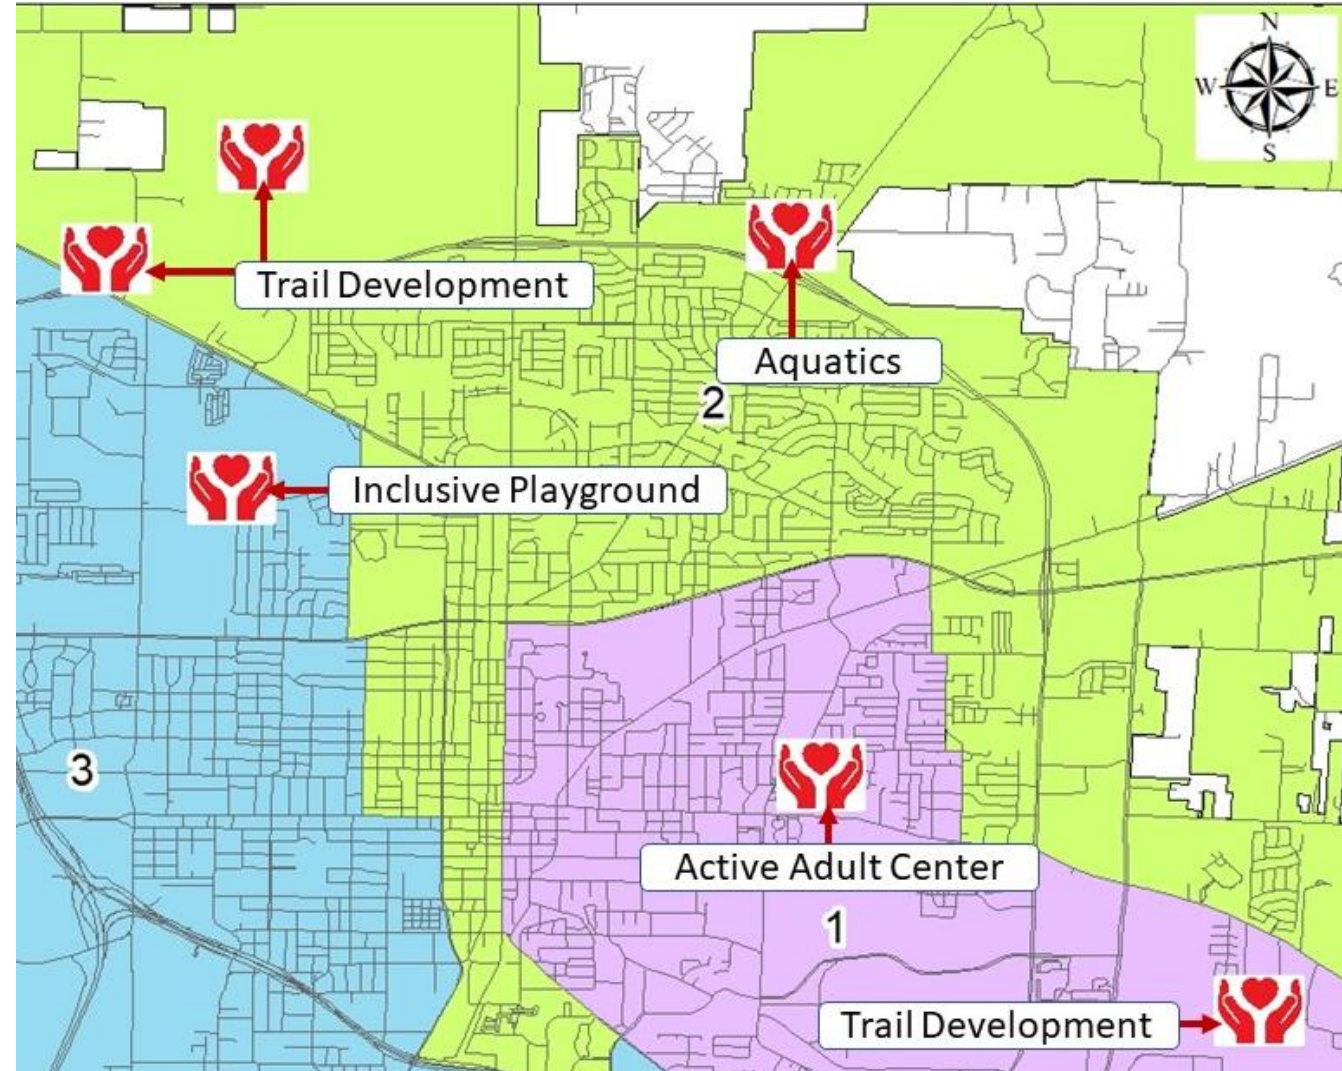 N
W E
S
Trail Development
Aquatics
2
Inclusive Playground
3
Active Adult Center
1
Trail Development